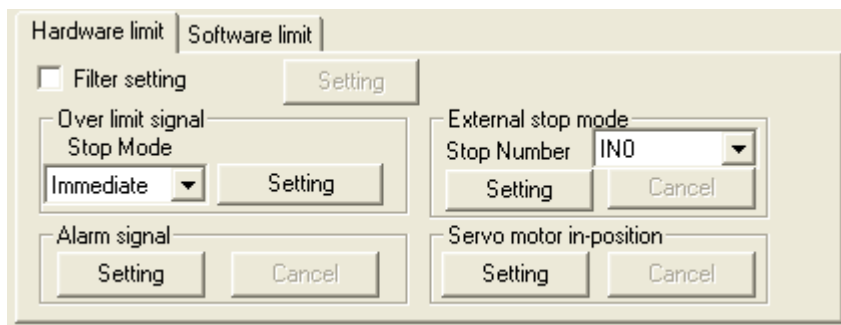 Hardware limit Software limit
Filter setting Setting
Over limit signal
Stop Mode
Immediate Setting
External stop mode
Stop Number IN0
Setting Cancel
Alarm signal
Setting Cancel
Servo motor in-position
Setting Cancel